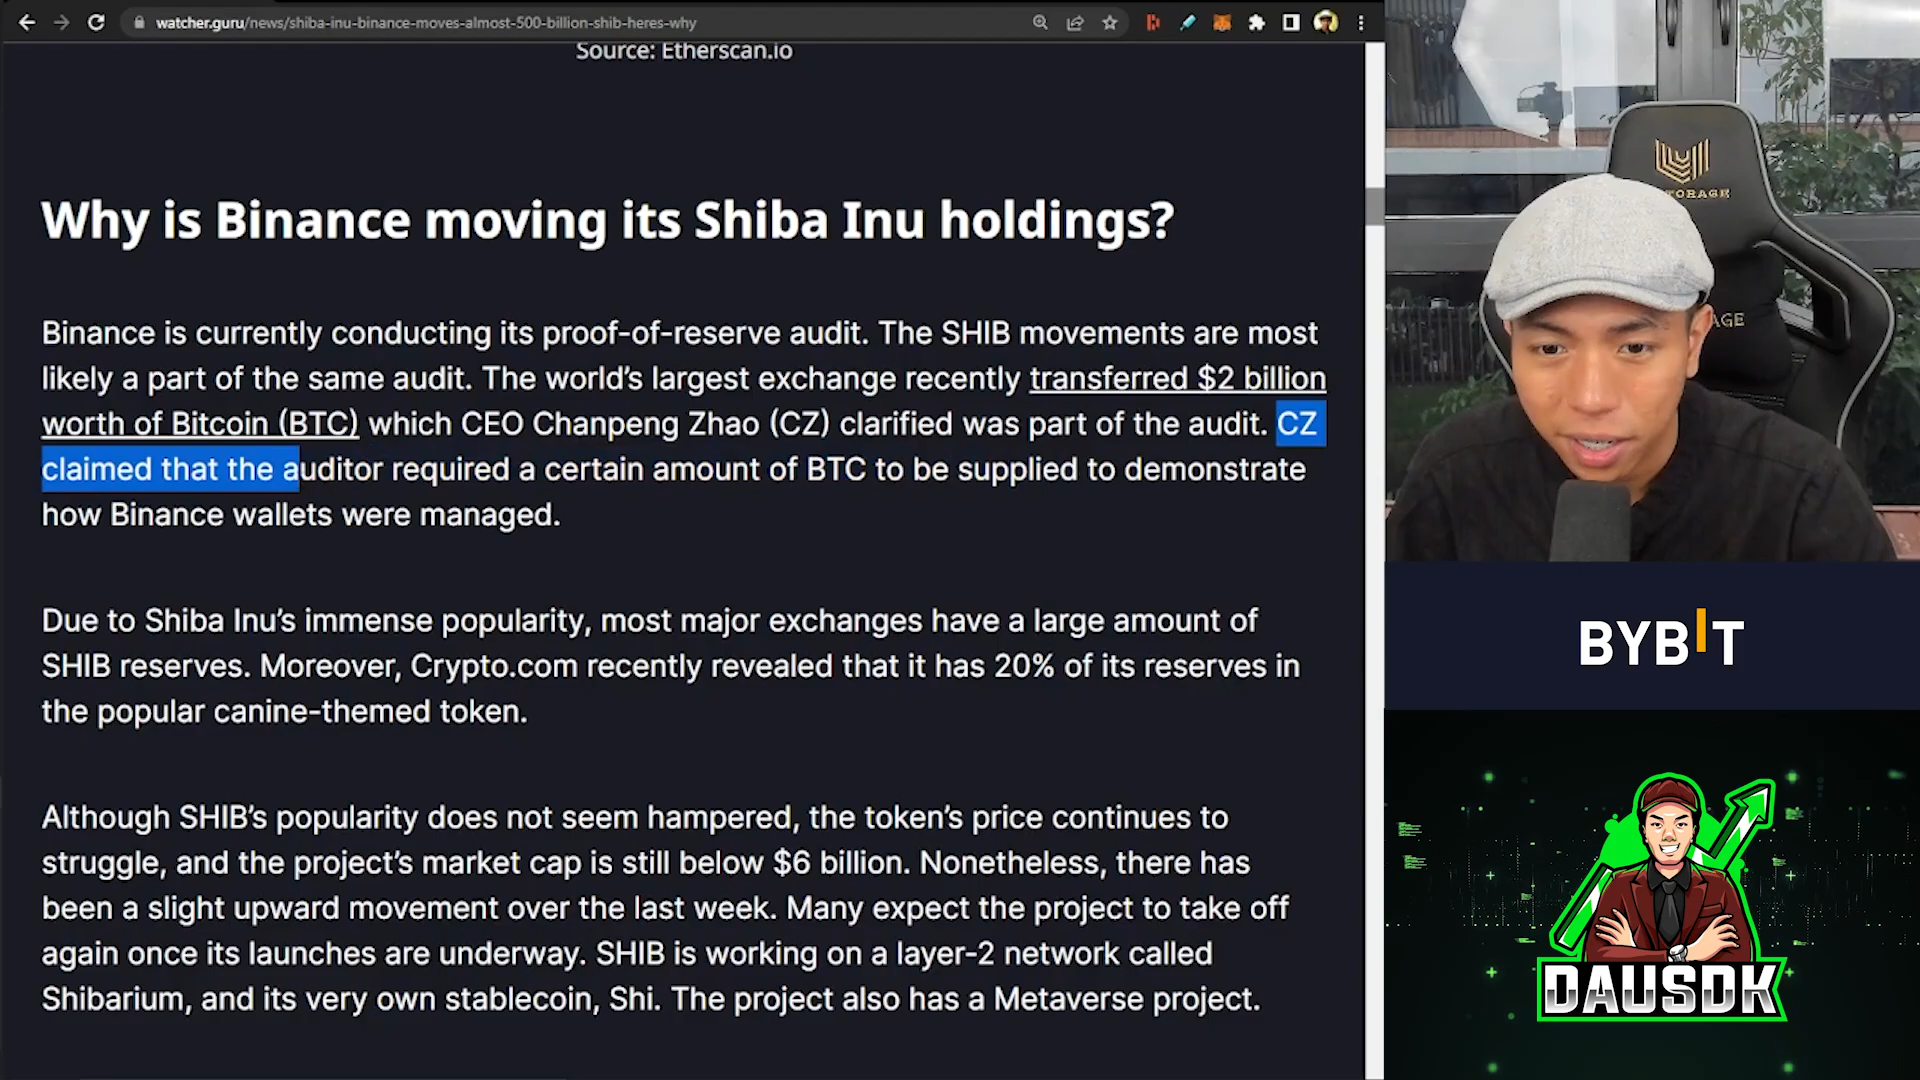 watcher.guru/news/shiba-inu-binance-moves-almost-500-billion-shib-heres-why
Source: Etherscan.io
Why is Binance moving its Shiba Inu holdings?
Binance is currently conducting its proof-of-reserve audit. The SHIB movements are most
likely a part of the same audit. The world’s largest exchange recently transferred $2 billion
worth of Bitcoin (BTC) which CEO Chanpeng Zhao (CZ) clarified was part of the audit. CZ
claimed that the auditor required a certain amount of BTC to be supplied to demonstrate
how Binance wallets were managed.
Due to Shiba Inu’s immense popularity, most major exchanges have a large amount of
SHIB reserves. Moreover, Crypto.com recently revealed that it has 20% of its reserves in
the popular canine-themed token.
Although SHIB’s popularity does not seem hampered, the token’s price continues to
struggle, and the project’s market cap is still below $6 billion. Nonetheless, there has
been a slight upward movement over the last week. Many expect the project to take off
again once its launches are underway. SHIB is working on a layer-2 network called
Shibarium, and its very own stablecoin, Shi. The project also has a Metaverse project.
BYBIT
DAUSDK